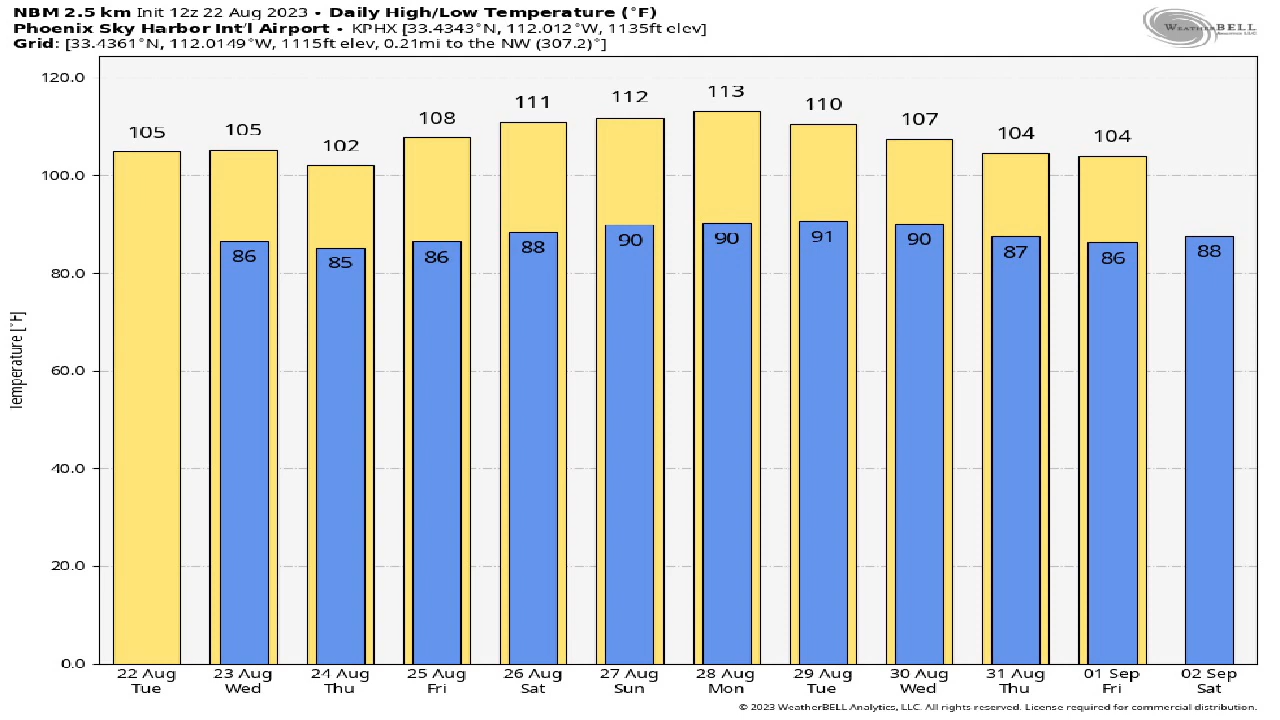 NBM 2.5 km Init 12z 22 Aug 2023 • Daily High/Low Temperature (°F)
Phoenix Sky Harbor Int'l Airport • KPHX [33.4343°N, 112.012°W, 1135ft elev]
Grid: [33.4361°N, 112.0149°W, 1115ft elev, 0.21mi to the NW (307.2)°]
WEATHERBELL
Temperature [°F]
120.0
100.0
80.0
60.0
40.0
20.0
0.0
105 105 102 108 111 112 113 110 107 104 104
86 85 86 88 90 90 91 90 87 86 88
22 Aug 23 Aug 24 Aug 25 Aug 26 Aug 27 Aug 28 Aug 29 Aug 30 Aug 31 Aug 01 Sep 02 Sep
Tue Wed Thu Fri Sat Sun Mon Tue Wed Thu Fri Sat
© 2023 WeatherBELL Analytics, LLC. All rights reserved. License required for commercial distribution.